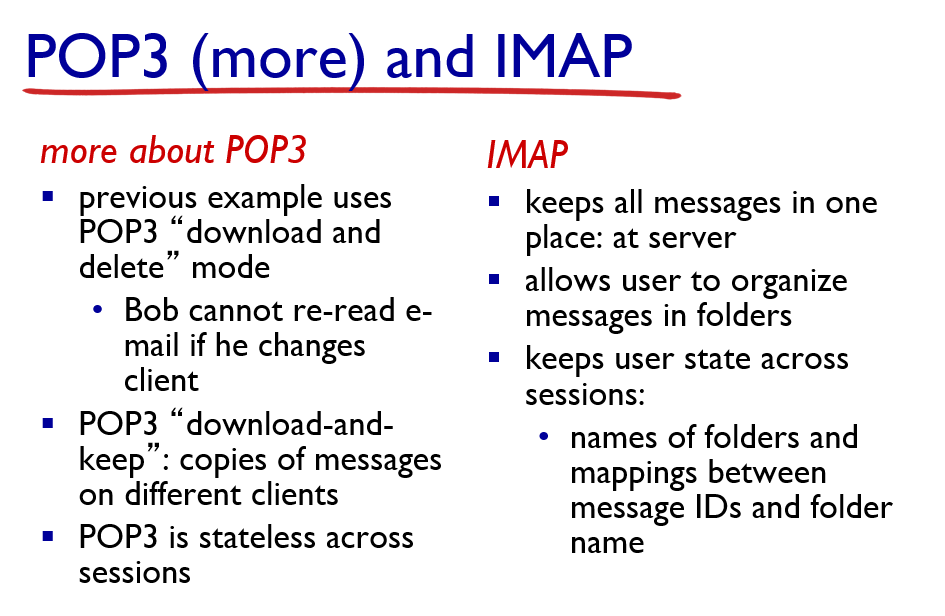 POP3 (more) and IMAP
more about POP3
▪ previous example uses
POP3 “download and
delete” mode
• Bob cannot re-read e-
mail if he changes
client
▪ POP3 “download-and-
keep”: copies of messages
on different clients
▪ POP3 is stateless across
sessions
IMAP
▪ keeps all messages in one
place: at server
▪ allows user to organize
messages in folders
▪ keeps user state across
sessions:
• names of folders and
mappings between
message IDs and folder
name